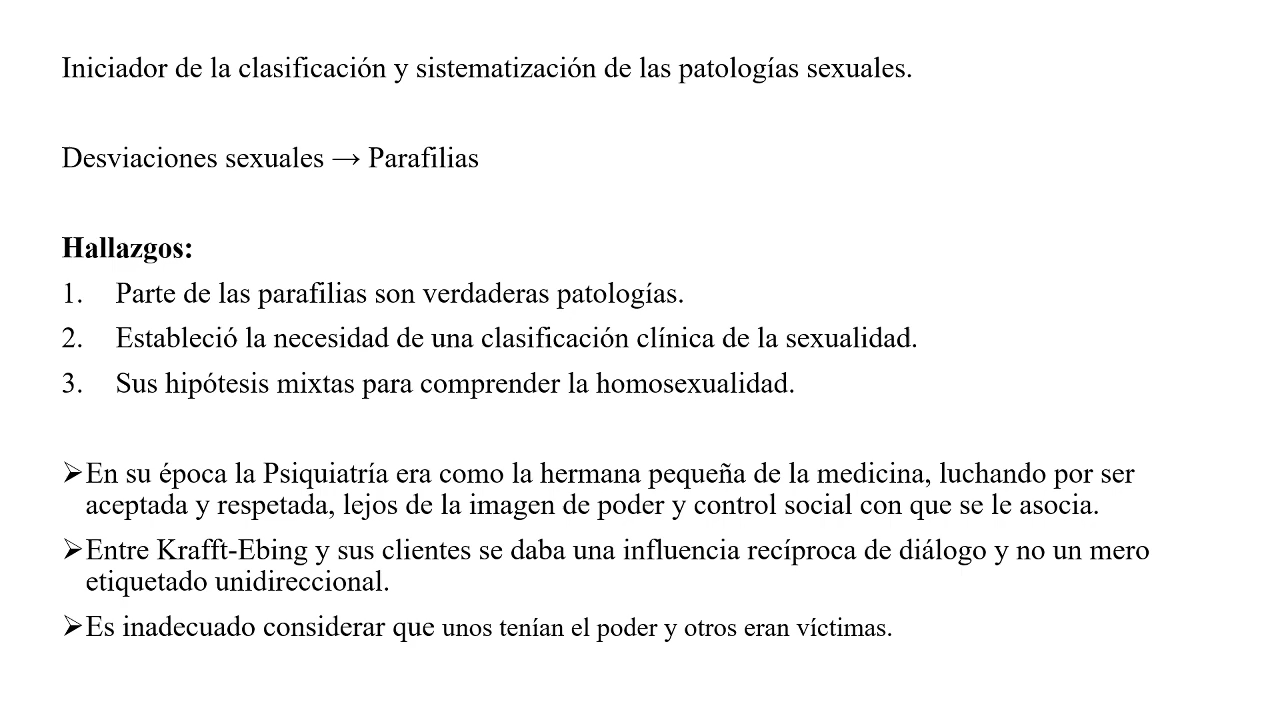 Iniciador de la clasificación y sistematización de las patologías sexuales.
Desviaciones sexuales → Parafilias
Hallazgos:
1. Parte de las parafilias son verdaderas patologías.
2. Estableció la necesidad de una clasificación clínica de la sexualidad.
3. Sus hipótesis mixtas para comprender la homosexualidad.
➢En su época la Psiquiatría era como la hermana pequeña de la medicina, luchando por ser
aceptada y respetada, lejos de la imagen de poder y control social con que se le asocia.
➢Entre Krafft-Ebing y sus clientes se daba una influencia recíproca de diálogo y no un mero
etiquetado unidireccional.
➢Es inadecuado considerar que unos tenían el poder y otros eran víctimas.